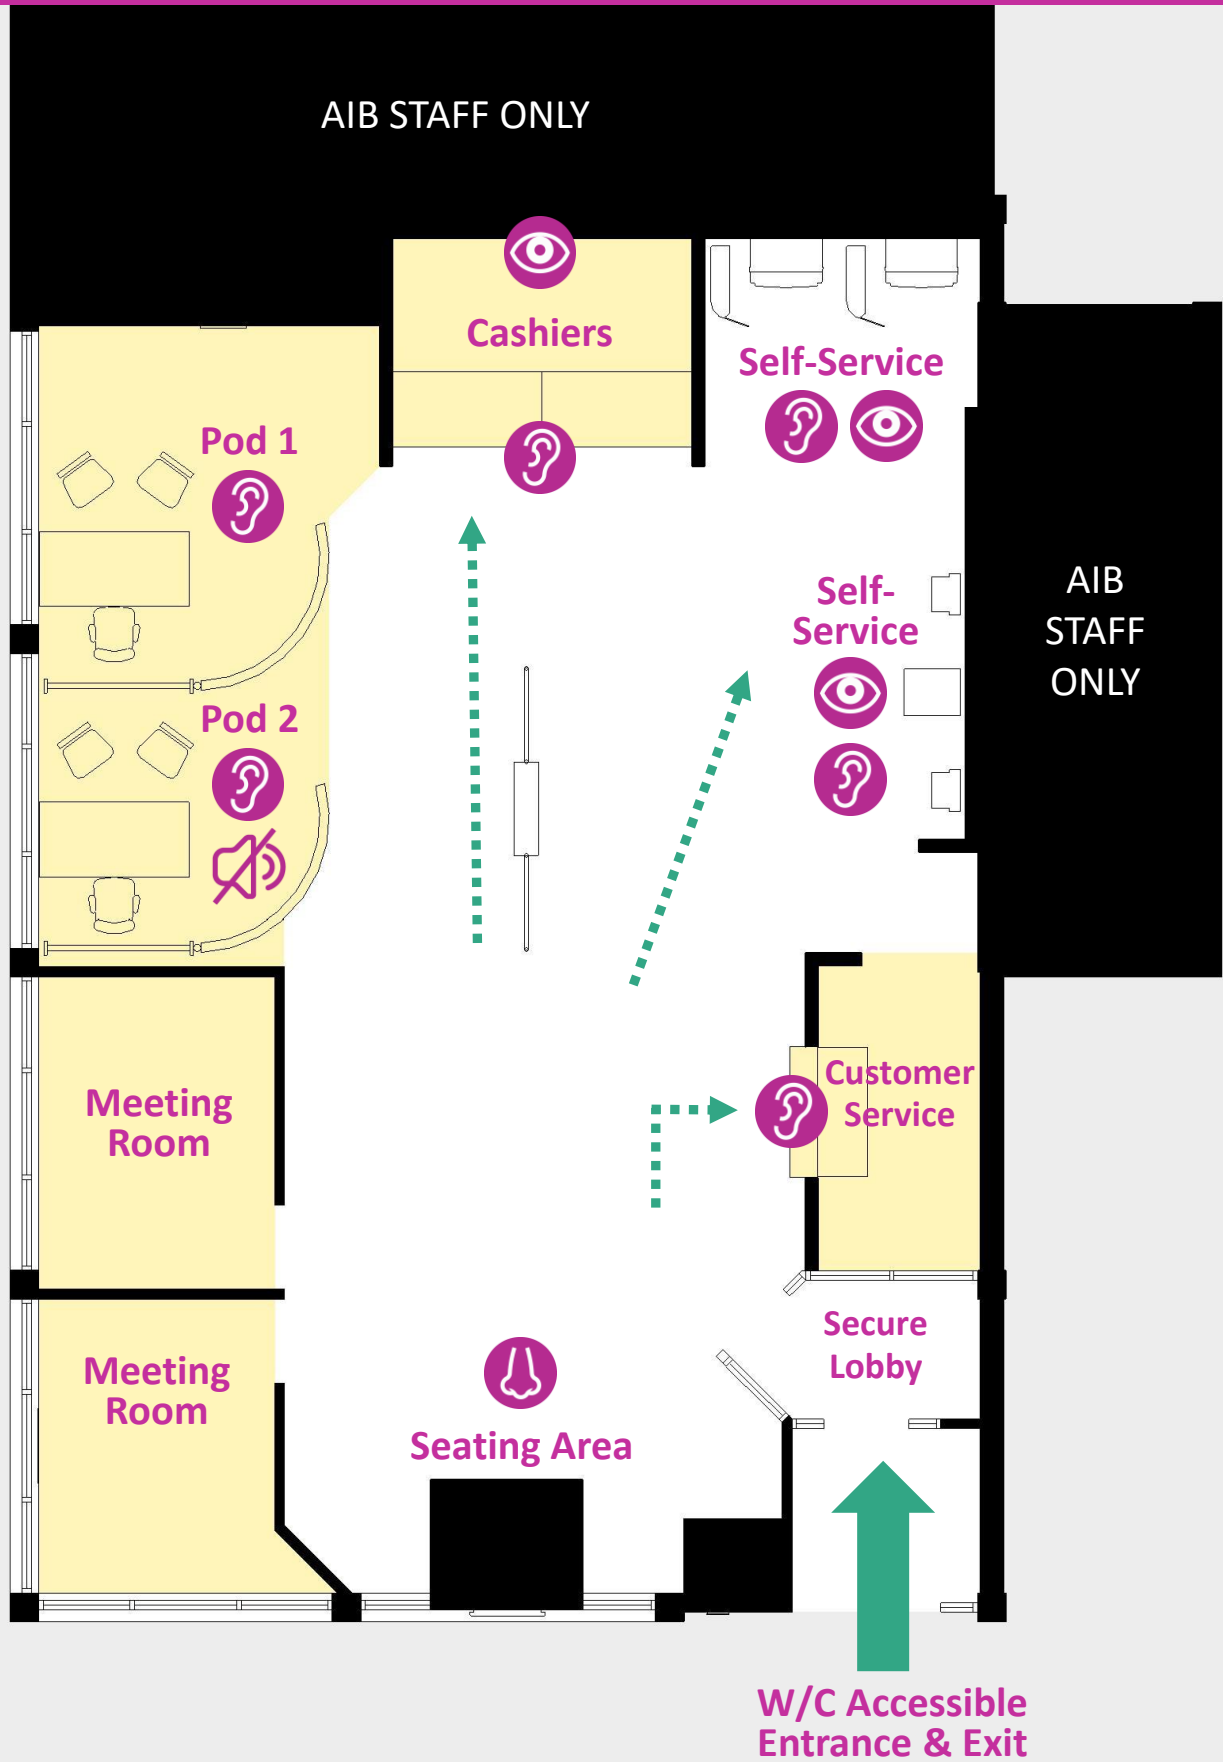 AIB STAFF ONLY
Cashiers
Self-Service
Pod 1
Self-
Service
AIB
STAFF
ONLY
Pod 2
Meeting
Room
Customer
Service
Secure
Lobby
Meeting
Room
Seating Area
W/C Accessible
Entrance & Exit